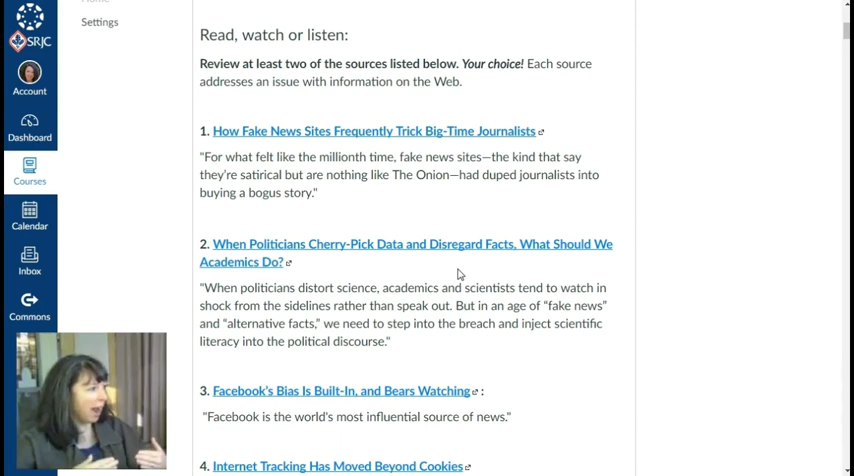 Home
Settings
SRJC
Account
Dashboard
Courses
Calendar
Inbox
Commons
Read, watch or listen:
Review at least two of the sources listed below. Your choice! Each source
addresses an issue with information on the Web.
1. How Fake News Sites Frequently Trick Big-Time Journalists
"For what felt like the millionth time, fake news sites—the kind that say
they're satirical but are nothing like The Onion—had duped journalists into
buying a bogus story."
2. When Politicians Cherry-Pick Data and Disregard Facts, What Should We
Academics Do?
"When politicians distort science, academics and scientists tend to watch in
shock from the sidelines rather than speak out. But in an age of “fake news”
and “alternative facts,” we need to step into the breach and inject scientific
literacy into the political discourse."
3. Facebook's Bias Is Built-In, and Bears Watching :
"Facebook is the world's most influential source of news."
4. Internet Tracking Has Moved Beyond Cookies